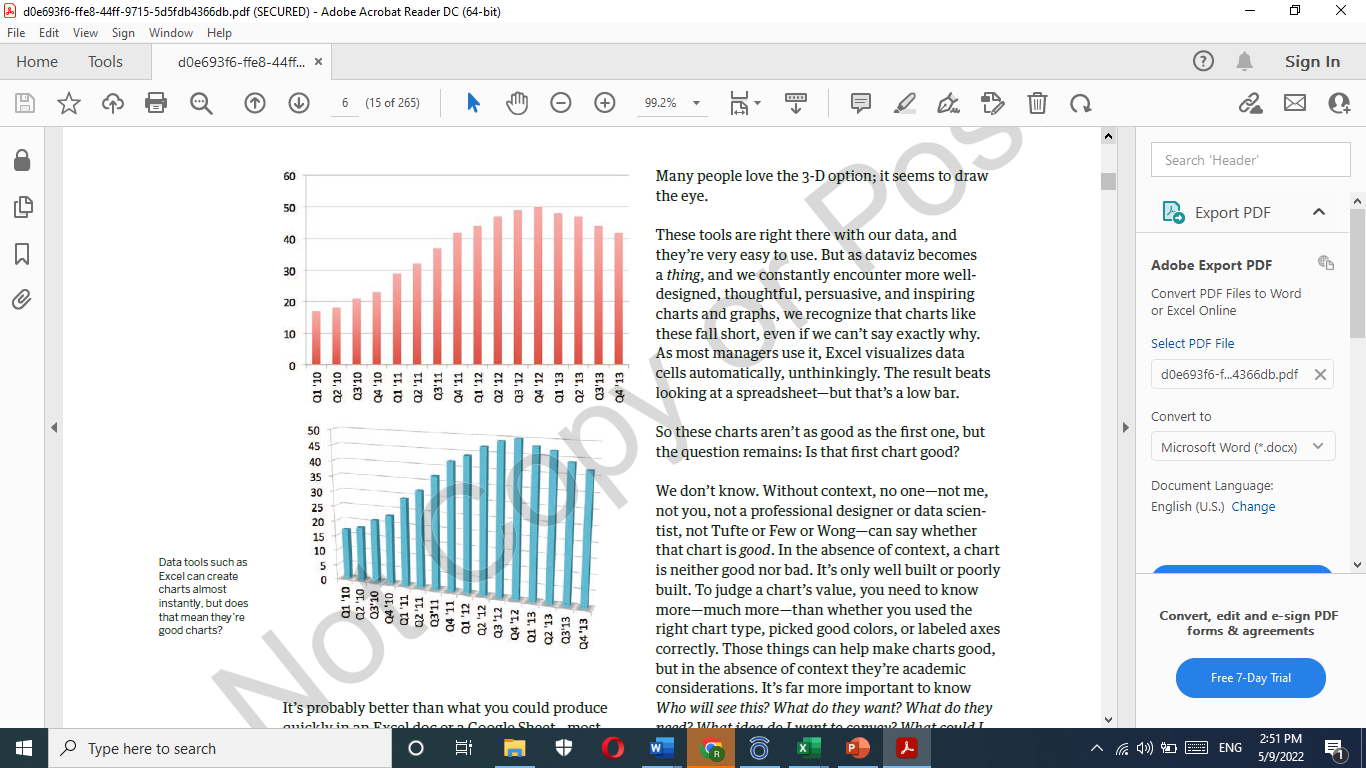 d0e693f6-ffe8-44ff-9715-5d5fdb4366db.pdf (SECURED) - Adobe Acrobat Reader DC (64-bit)
File Edit View Sign Window Help
Home Tools d0e693f6-ffe8-44ff... × Sign In
6 (15 of 265) 99.2%
60
50
40
30
20
10
0
Q1 '10 Q2 '10 Q3'10 Q4 '10 Q1 '11 Q2 '11 Q3'11 Q4 '11 Q1 '12 Q2 '12 Q3 '12 Q4 '12 Q1 '13 Q2 '13 Q3'13 Q4 '13
50
45
40
35
30
25
20
15
10
5
0
Q1 '10 Q2 '10 Q3'10 Q4 '10 Q1 '11 Q2 '11 Q3'11 Q4 '11 Q1 '12 Q2 '12 Q3 '12 Q4 '12 Q1 '13 Q2 '13 Q3'13 Q4 '13
Data tools such as
Excel can create
charts almost
instantly, but does
that mean they're
good charts?
It's probably better than what you could produce
quickly in an Excel doc or a Google Sheet—most
Many people love the 3-D option; it seems to draw
the eye.
These tools are right there with our data, and
they're very easy to use. But as dataviz becomes
a thing, and we constantly encounter more well-
designed, thoughtful, persuasive, and inspiring
charts and graphs, we recognize that charts like
these fall short, even if we can't say exactly why.
As most managers use it, Excel visualizes data
cells automatically, unthinkingly. The result beats
looking at a spreadsheet—but that's a low bar.
So these charts aren't as good as the first one, but
the question remains: Is that first chart good?
We don't know. Without context, no one—not me,
not you, not a professional designer or data scien-
tist, not Tufte or Few or Wong—can say whether
that chart is good. In the absence of context, a chart
is neither good nor bad. It's only well built or poorly
built. To judge a chart's value, you need to know
more—much more—than whether you used the
right chart type, picked good colors, or labeled axes
correctly. Those things can help make charts good,
but in the absence of context they're academic
considerations. It's far more important to know
Who will see this? What do they want? What do they
need? What idea do I want to convey? What could I
Not Copy or Pos
Search 'Header'
Export PDF
Adobe Export PDF
Convert PDF Files to Word
or Excel Online
Select PDF File
d0e693f6-f...4366db.pdf ×
Convert to
Microsoft Word (*.docx)
Document Language:
English (U.S.) Change
Convert, edit and e-sign PDF
forms & agreements
Free 7-Day Trial
Type here to search
ENG
2:51 PM
5/9/2022
1